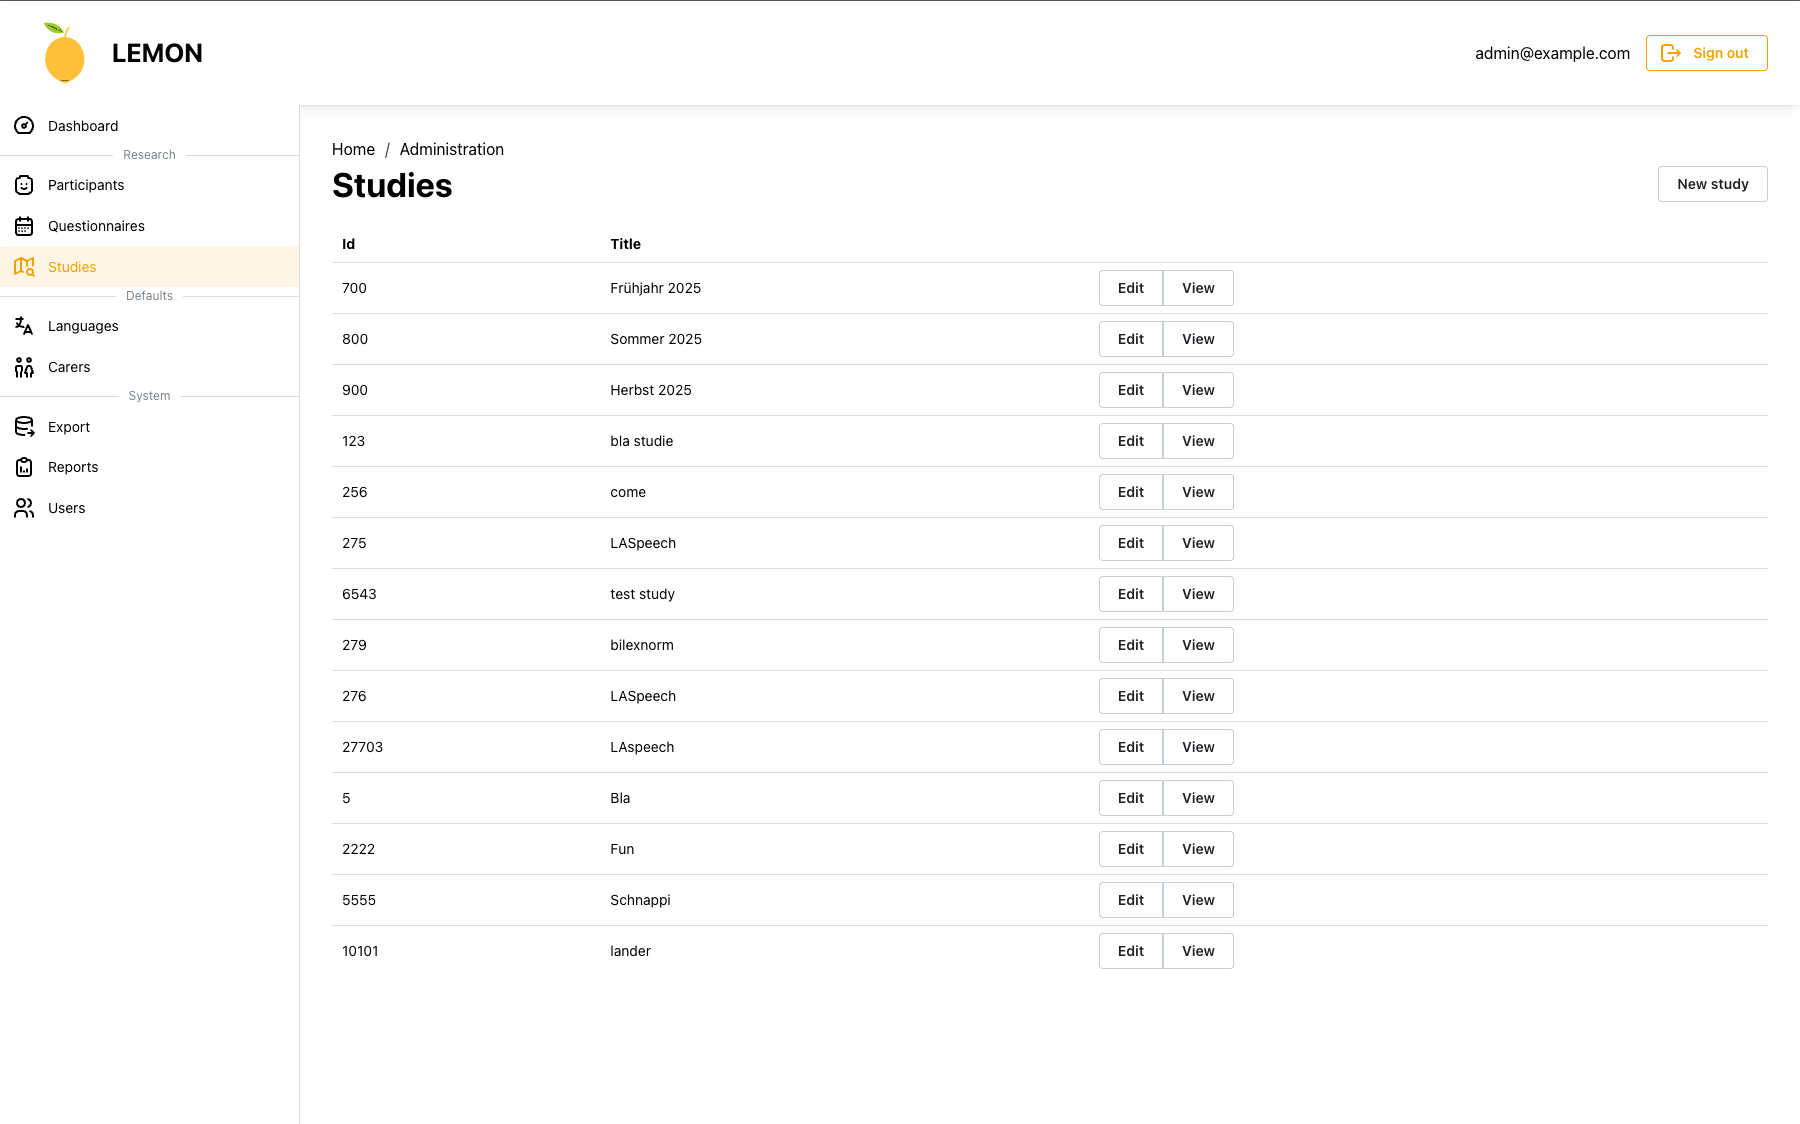 LEMON
admin@example.com
Sign out
Dashboard
Research
Participants
Questionnaires
Studies
Defaults
Languages
Carers
System
Export
Reports
Users
Home / Administration
Studies
New study
Id Title
700 Frühjahr 2025 Edit View
800 Sommer 2025 Edit View
900 Herbst 2025 Edit View
123 bla studie Edit View
256 come Edit View
275 LASpeech Edit View
6543 test study Edit View
279 bilexnorm Edit View
276 LASpeech Edit View
27703 LAspeech Edit View
5 Bla Edit View
2222 Fun Edit View
5555 Schnappi Edit View
10101 lander Edit View